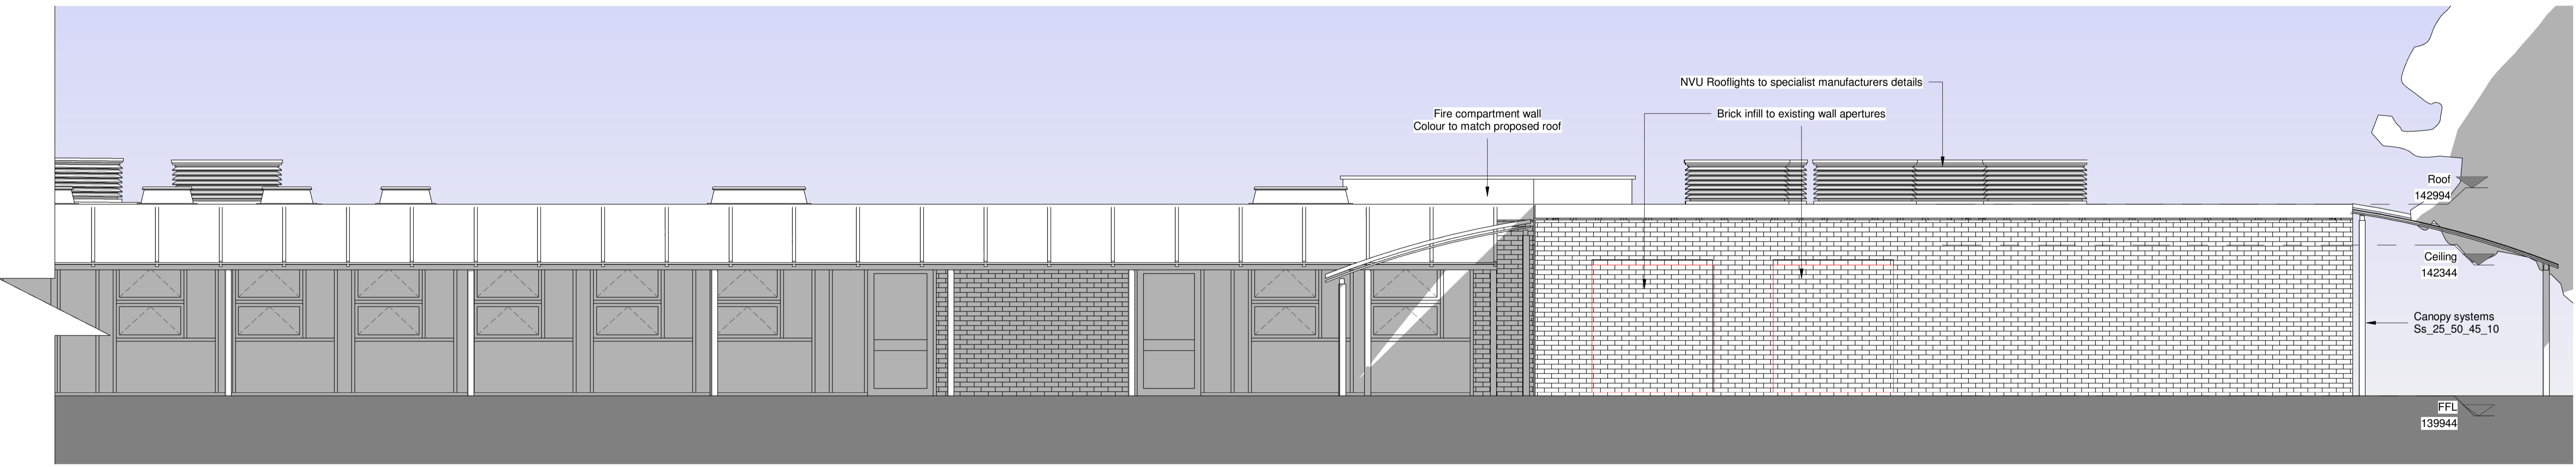 NVU Rooflights to specialist manufacturers details
Fire compartment wall
Colour to match proposed roof
Brick infill to existing wall apertures
Roof
142994
Ceiling
142344
Canopy systems
Ss_25_50_45_10
FFL
139944